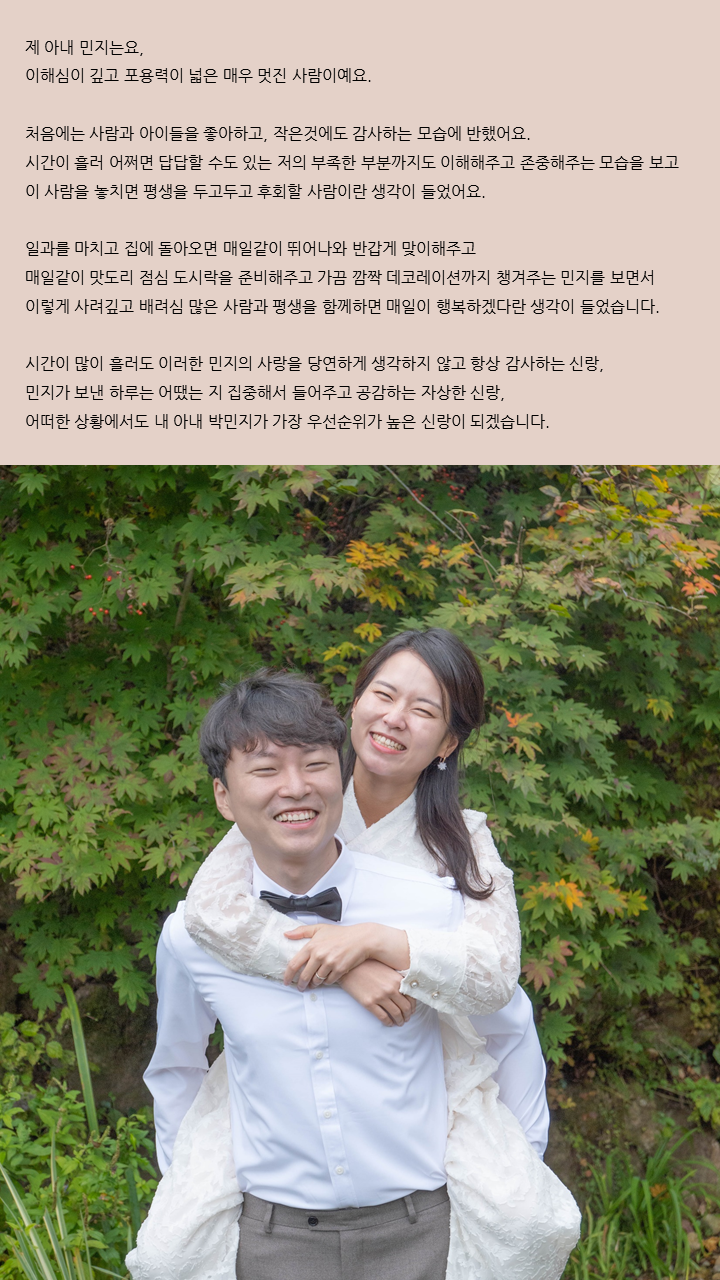 제 아내 민지는요,
이해심이 깊고 포용력이 넓은 매우 멋진 사람이예요.
처음에는 사람과 아이들을 좋아하고, 작은것에도 감사하는 모습에 반했어요.
시간이 흘러 어쩌면 답답할 수도 있는 저의 부족한 부분까지도 이해해주고 존중해주는 모습을 보고
이 사람을 놓치면 평생을 두고두고 후회할 사람이란 생각이 들었어요.
일과를 마치고 집에 돌아오면 매일같이 뛰어나와 반갑게 맞이해주고
매일같이 맛도리 점심 도시락을 준비해주고 가끔 깜짝 데코레이션까지 챙겨주는 민지를 보면서
이렇게 사려깊고 배려심 많은 사람과 평생을 함께하면 매일이 행복하겠다란 생각이 들었습니다.
시간이 많이 흘러도 이러한 민지의 사랑을 당연하게 생각하지 않고 항상 감사하는 신랑,
민지가 보낸 하루는 어땠는 지 집중해서 들어주고 공감하는 자상한 신랑,
어떠한 상황에서도 내 아내 박민지가 가장 우선순위가 높은 신랑이 되겠습니다.